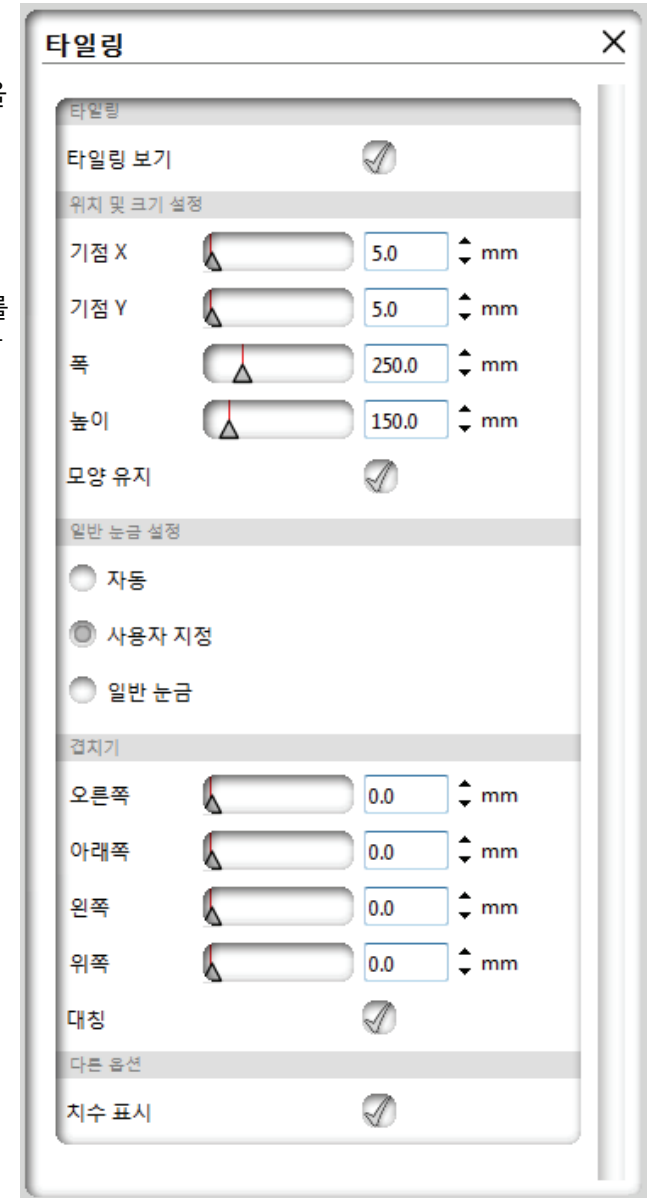 타일링
을
타일링
타일링 보기
위치 및 크기 설정
기점 X 5.0 mm
기점 Y 5.0 mm
를
폭 250.0 mm
높이 150.0 mm
모양 유지
일반 눈금 설정
자동
사용자 지정
일반 눈금
겹치기
오른쪽 0.0 mm
아래쪽 0.0 mm
왼쪽 0.0 mm
위쪽 0.0 mm
대칭
다른 옵션
치수 표시